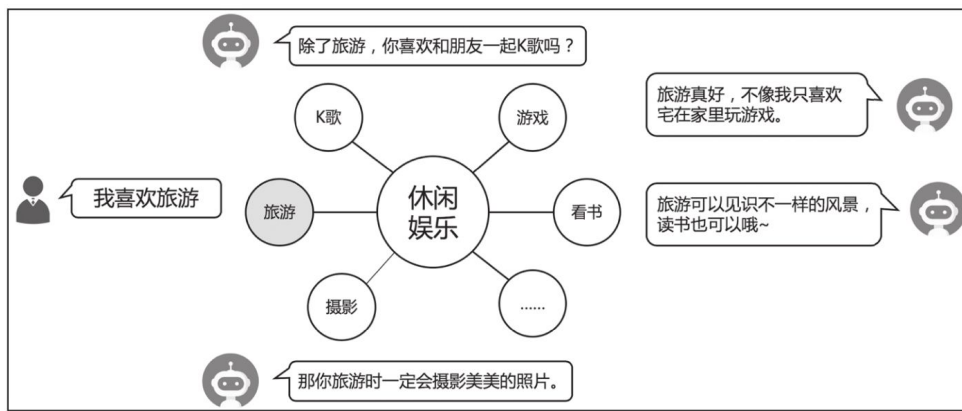 除了旅游，你喜欢和朋友一起K歌吗？
K歌
游戏
旅游真好，不像我只喜欢
宅在家里玩游戏。
我喜欢旅游
旅游
休闲
娱乐
看书
旅游可以见识不一样的风景，
读书也可以哦~
摄影
……
那你旅游时一定会摄影美美的照片。